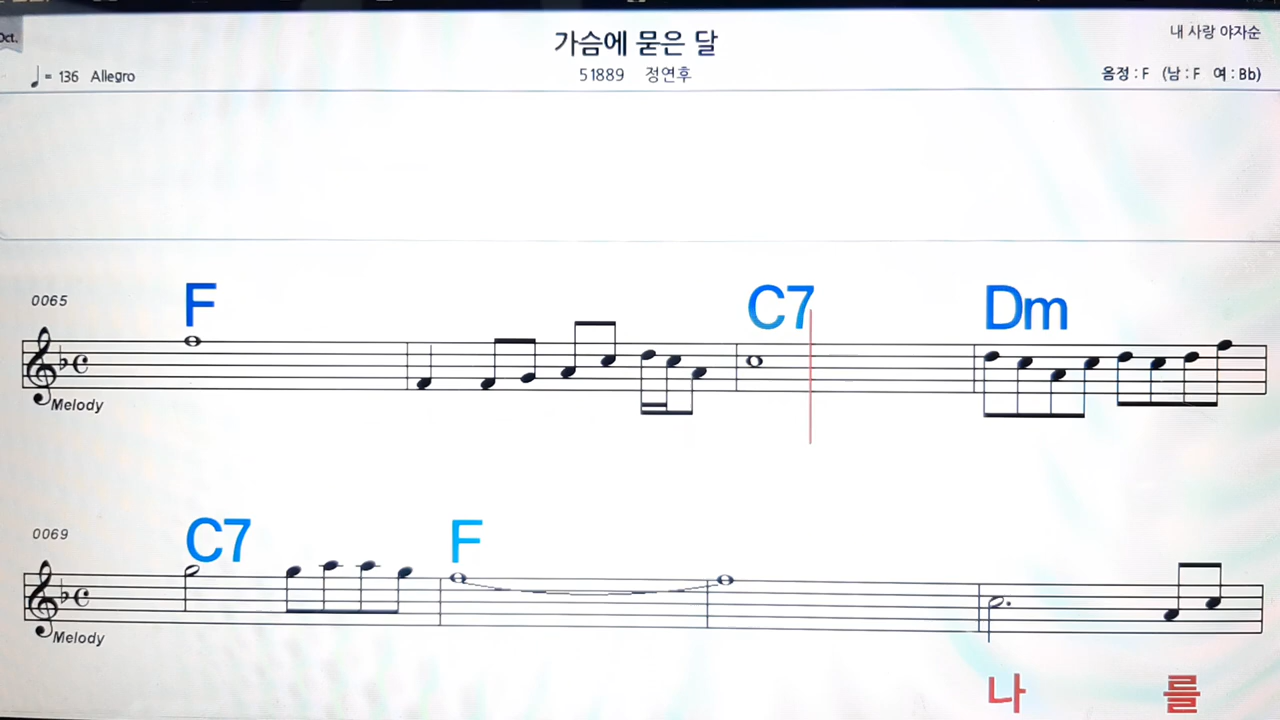 Oct.
가슴에 묻은 달
내 사랑 야자순
= 136 Allegro
51889 정연후
음정 : F (남 : F 여 : Bb)
0065
F
C7
Dm
Melody
0069
C7
F
Melody
나 를